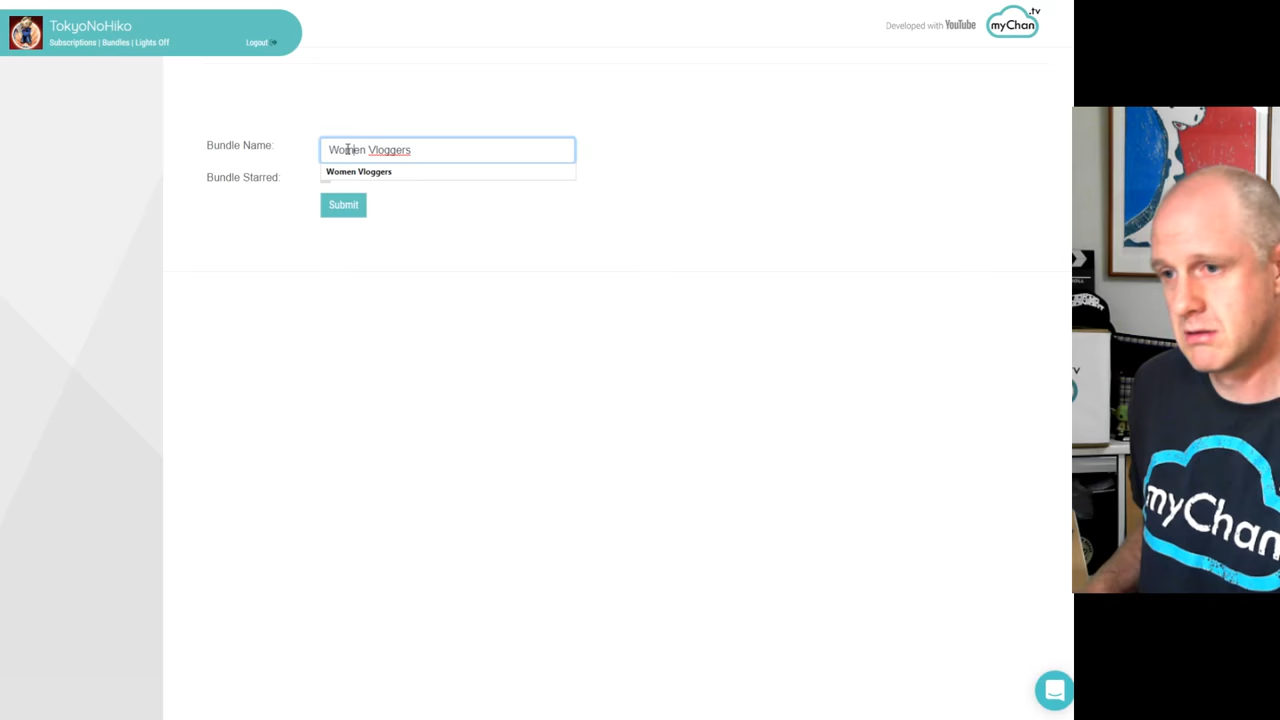 TokyoNoHiko
Subscriptions | Bundles | Lights Off
Logout
Developed with YouTube
myChan
.tv
Bundle Name:
Women Vloggers
Women Vloggers
Bundle Starred:
Submit
myChan